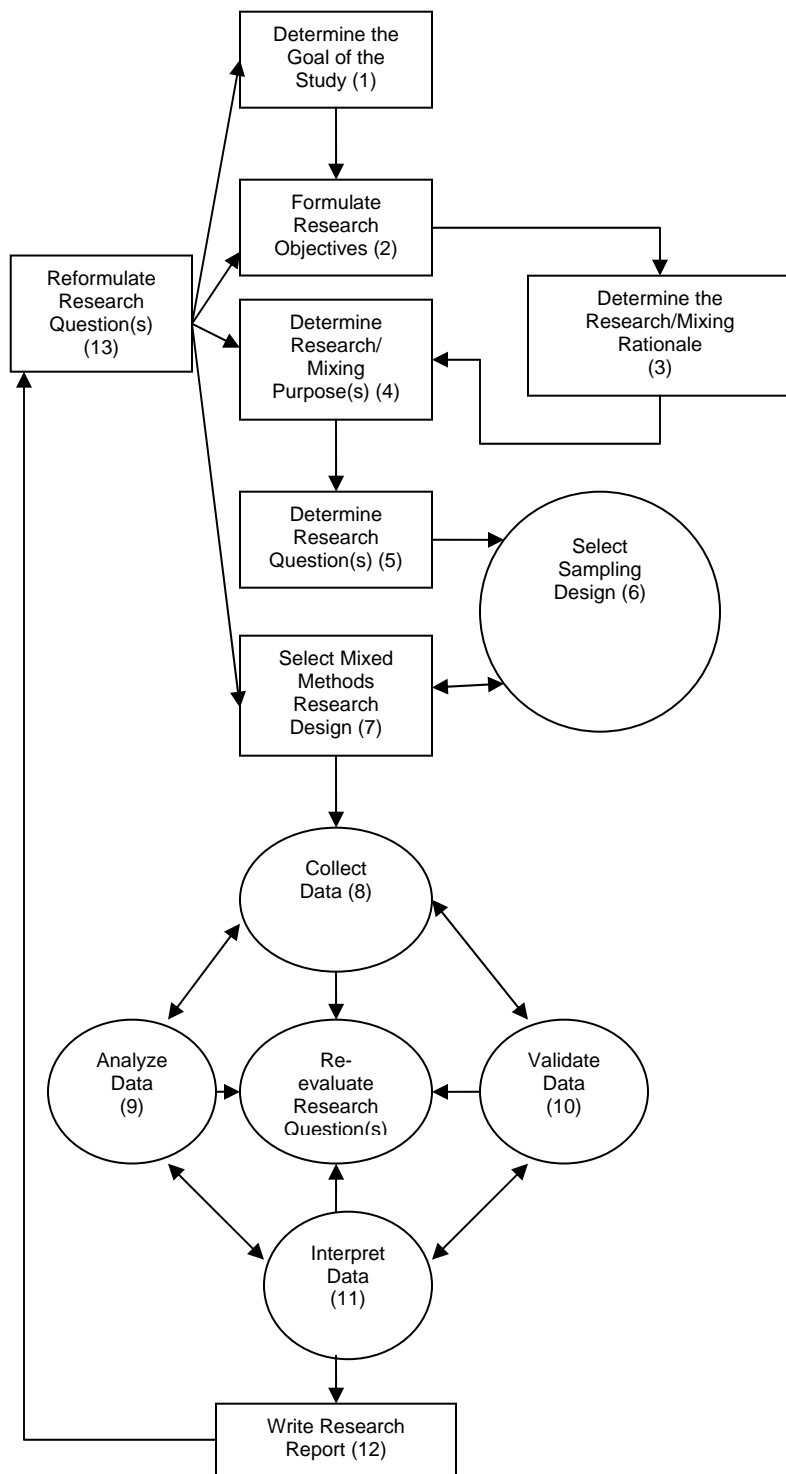 Determine the
Goal of the
Study (1)
Formulate
Research
Objectives (2)
Reformulate
Research
Question(s)
(13)
Determine the
Research/Mixing
Rationale
(3)
Determine
Research/
Mixing
Purpose(s) (4)
Determine
Research
Question(s) (5)
Select
Sampling
Design (6)
Select Mixed
Methods
Research
Design (7)
Collect
Data (8)
Analyze
Data
(9)
Re-
evaluate
Research
Question(s)
Validate
Data
(10)
Interpret
Data
(11)
Write Research
Report (12)